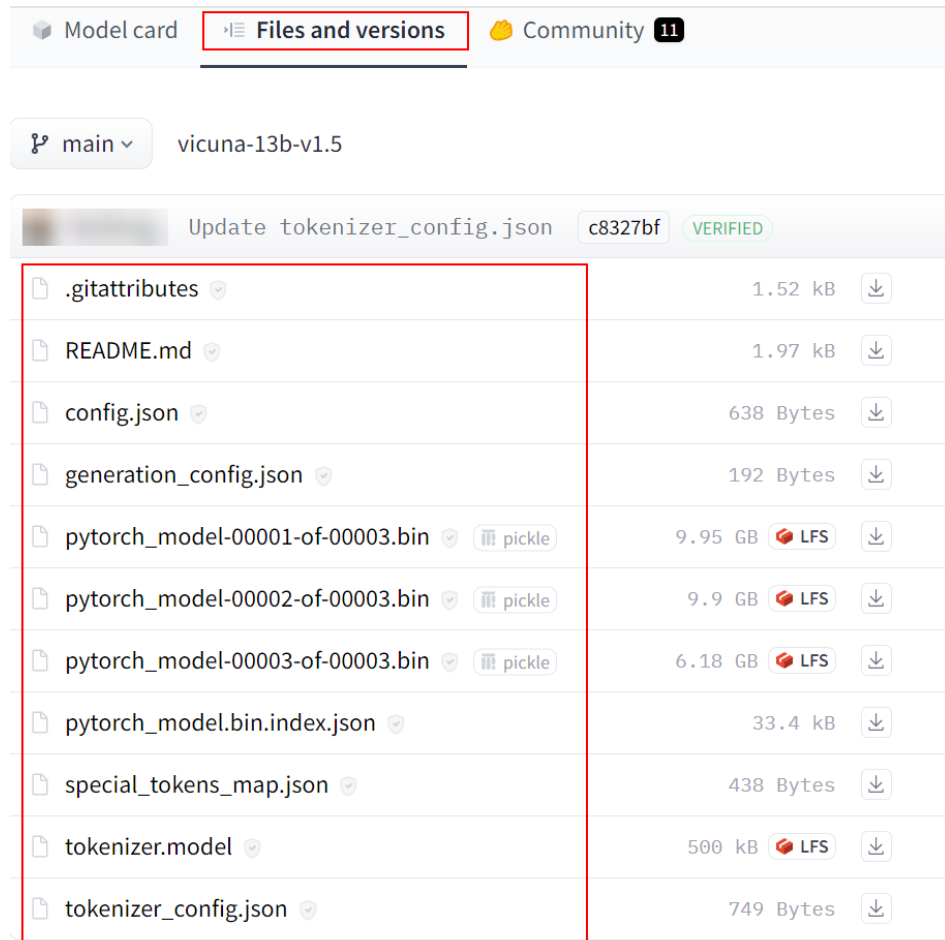 Model card Files and versions Community 11
main vicuna-13b-v1.5
Update tokenizer_config.json c8327bf VERIFIED
.gitattributes 1.52 kB
README.md 1.97 kB
config.json 638 Bytes
generation_config.json 192 Bytes
pytorch_model-00001-of-00003.bin pickle 9.95 GB LFS
pytorch_model-00002-of-00003.bin pickle 9.9 GB LFS
pytorch_model-00003-of-00003.bin pickle 6.18 GB LFS
pytorch_model.bin.index.json 33.4 kB
special_tokens_map.json 438 Bytes
tokenizer.model 500 kB LFS
tokenizer_config.json 749 Bytes